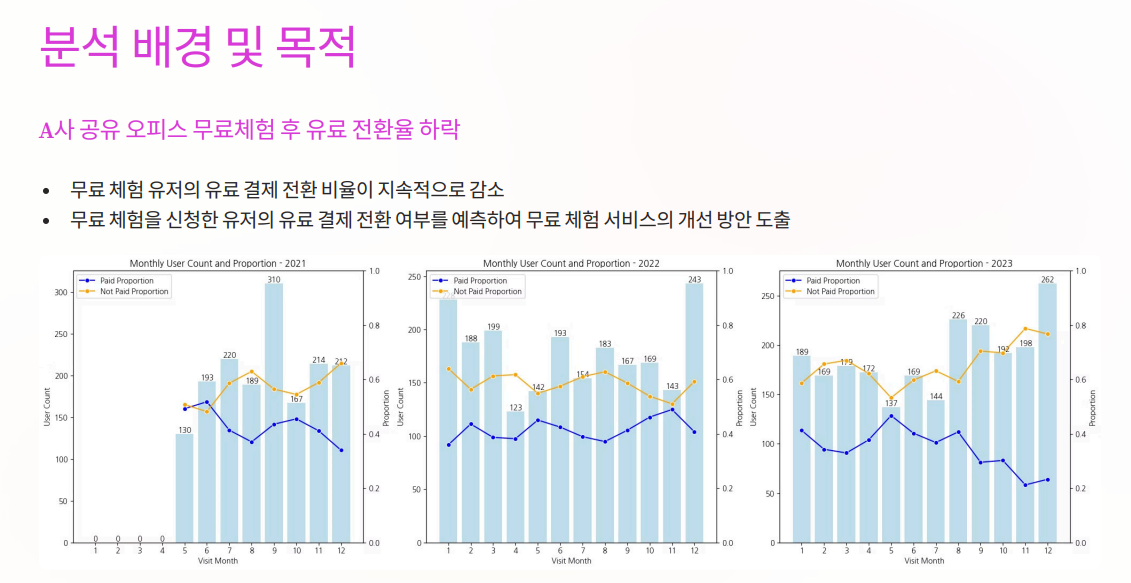 분석 배경 및 목적
A사 공유 오피스 무료체험 후 유료 전환율 하락
• 무료 체험 유저의 유료 결제 전환 비율이 지속적으로 감소
• 무료 체험을 신청한 유저의 유료 결제 전환 여부를 예측하여 무료 체험 서비스의 개선 방안 도출
Monthly User Count and Proportion - 2021
Paid Proportion
Not Paid Proportion
User Count
300
250
200
150
100
50
0
0 0 0 0 130 193 220 189 310 167 214 212
1.0
0.8
0.6
0.4
0.2
0.0
Proportion
1 2 3 4 5 6 7 8 9 10 11 12
Visit Month
Monthly User Count and Proportion - 2022
Paid Proportion
Not Paid Proportion
User Count
250
200
150
100
50
0
188 199 123 142 193 154 183 167 169 143 243
1.0
0.8
0.6
0.4
0.2
0.0
Proportion
1 2 3 4 5 6 7 8 9 10 11 12
Visit Month
Monthly User Count and Proportion - 2023
Paid Proportion
Not Paid Proportion
User Count
250
200
150
100
50
0
189 169 179 172 137 169 144 226 220 192 198 262
1.0
0.8
0.6
0.4
0.2
0.0
Proportion
1 2 3 4 5 6 7 8 9 10 11 12
Visit Month